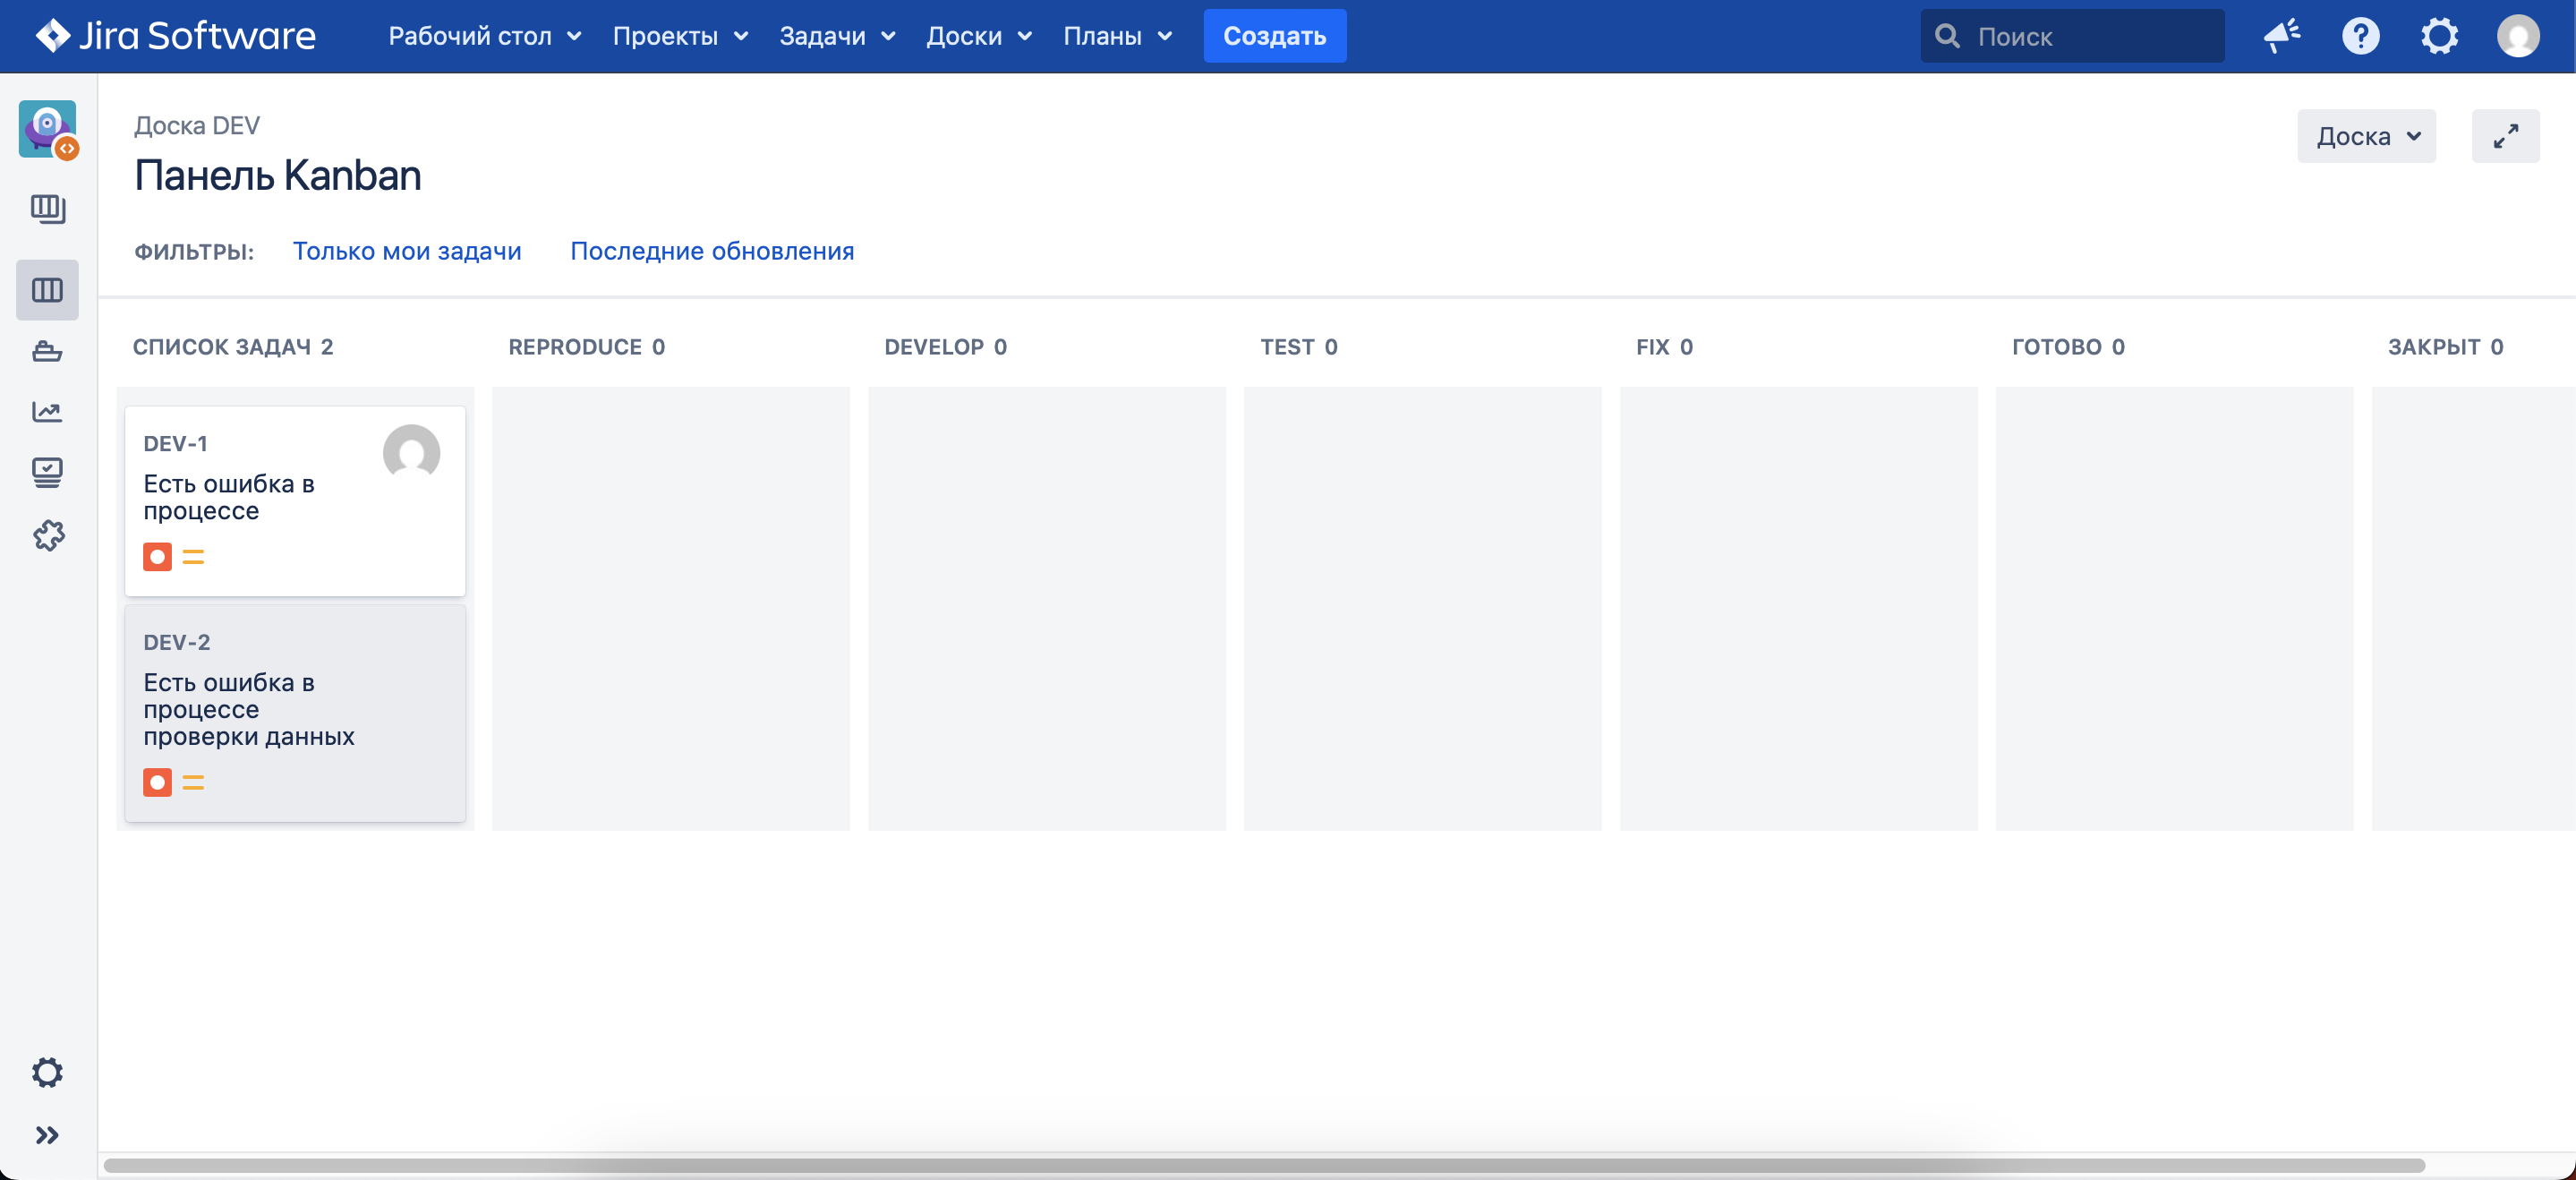 Jira Software
Рабочий стол
Проекты
Задачи
Доски
Планы
Создать
Поиск
Доска DEV
Панель Kanban
Доска
ФИЛЬТРЫ:
Только мои задачи
Последние обновления
СПИСОК ЗАДАЧ 2
REPRODUCE 0
DEVELOP 0
TEST 0
FIX 0
ГОТОВО 0
ЗАКРЫТ 0
DEV-1
Есть ошибка в
процессе
DEV-2
Есть ошибка в
процессе
проверки данных